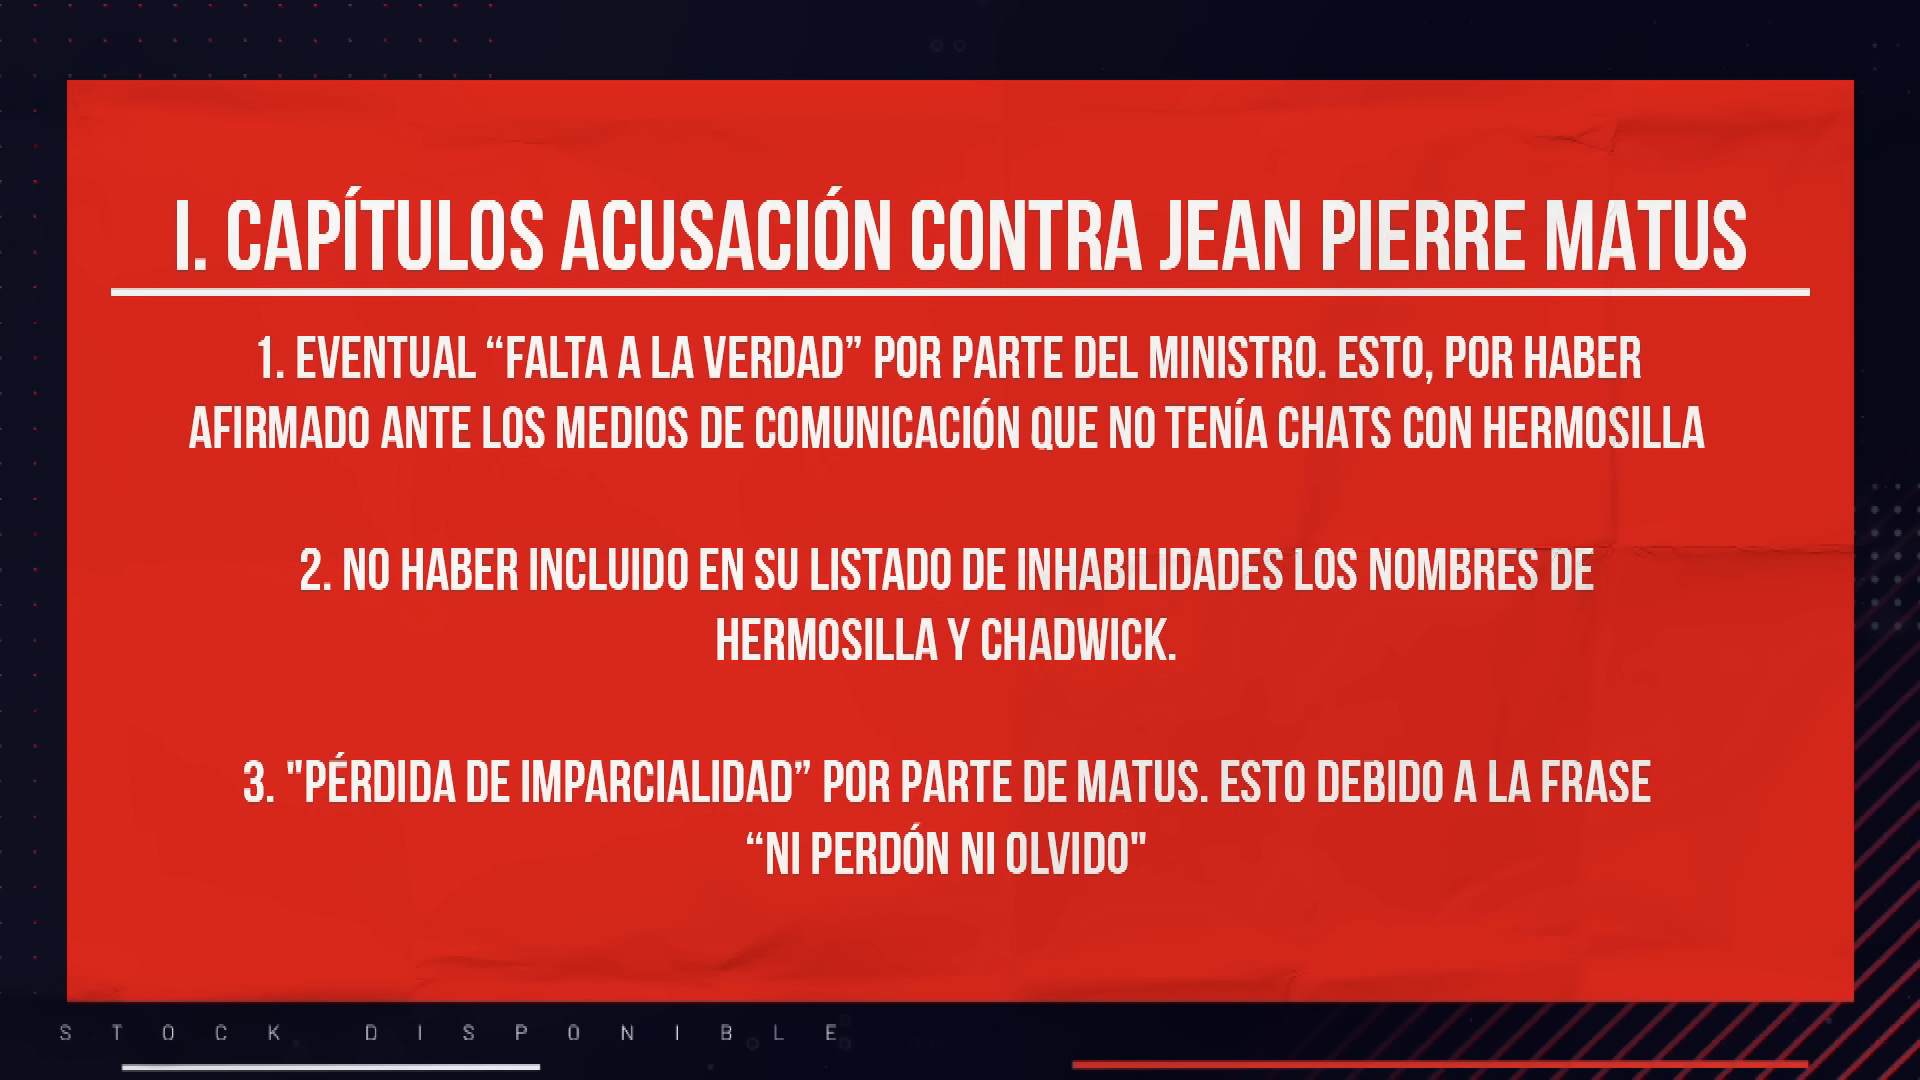 I. CAPÍTULOS ACUSACIÓN CONTRA JEAN PIERRE MATUS
1. EVENTUAL “FALTA A LA VERDAD” POR PARTE DEL MINISTRO. ESTO, POR HABER
AFIRMADO ANTE LOS MEDIOS DE COMUNICACIÓN QUE NO TENÍA CHATS CON HERMOSILLA
2. NO HABER INCLUIDO EN SU LISTADO DE INHABILIDADES LOS NOMBRES DE
HERMOSILLA Y CHADWICK.
3. "PÉRDIDA DE IMPARCIALIDAD” POR PARTE DE MATUS. ESTO DEBIDO A LA FRASE
“NI PERDÓN NI OLVIDO"
STOCK DISPONIBLE